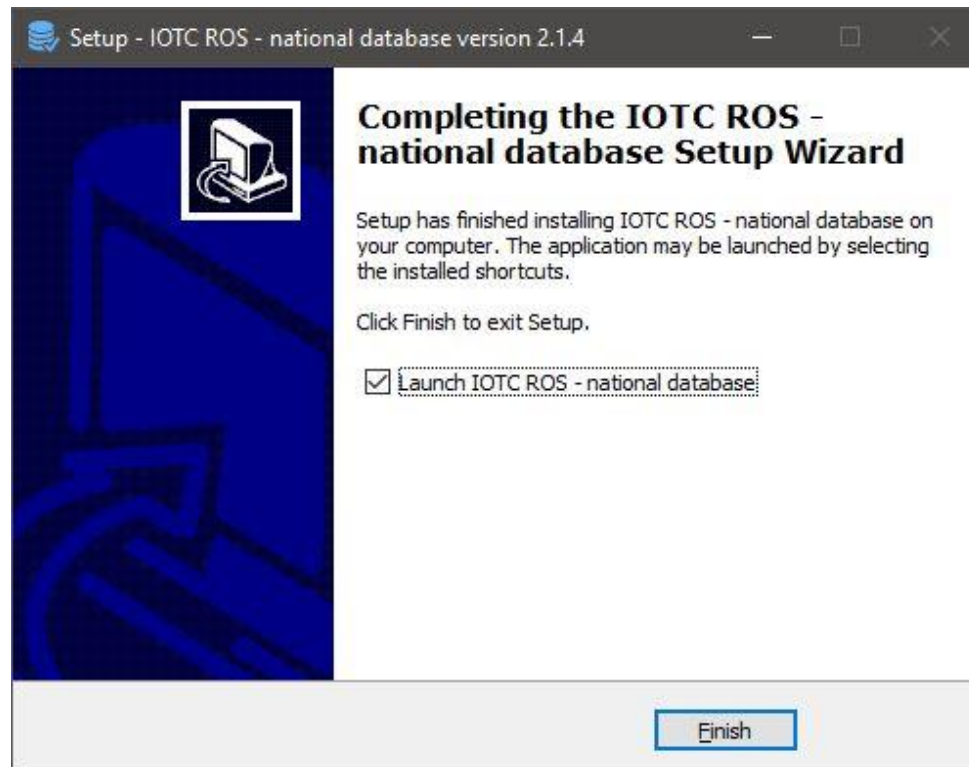 Setup - IOTC ROS - national database version 2.1.4
Completing the IOTC ROS -
national database Setup Wizard
Setup has finished installing IOTC ROS - national database on
your computer. The application may be launched by selecting
the installed shortcuts.
Click Finish to exit Setup.
Launch IOTC ROS - national database
Finish